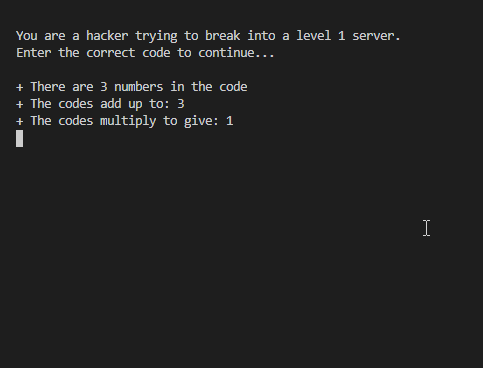 You are a hacker trying to break into a level 1 server.
Enter the correct code to continue...
+ There are 3 numbers in the code
+ The codes add up to: 3
+ The codes multiply to give: 1